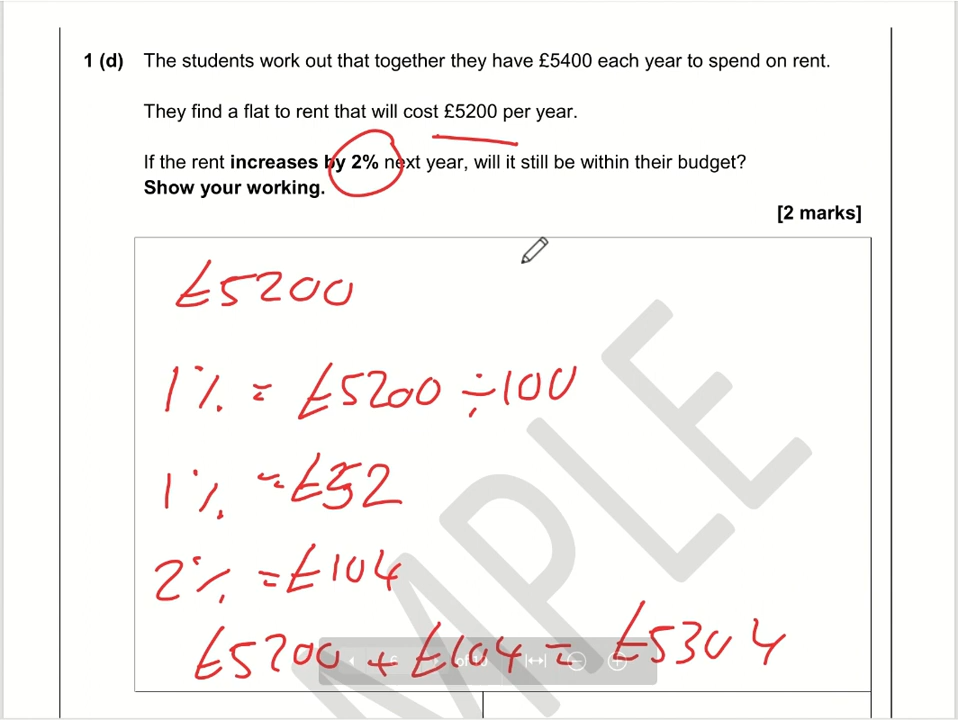 1 (d) The students work out that together they have £5400 each year to spend on rent.
They find a flat to rent that will cost £5200 per year.
If the rent increases by 2% next year, will it still be within their budget?
Show your working.
[2 marks]
£5200
1% = £5200 ÷ 100
1% = £52
2% = £104
£5200 + £104 = £5304